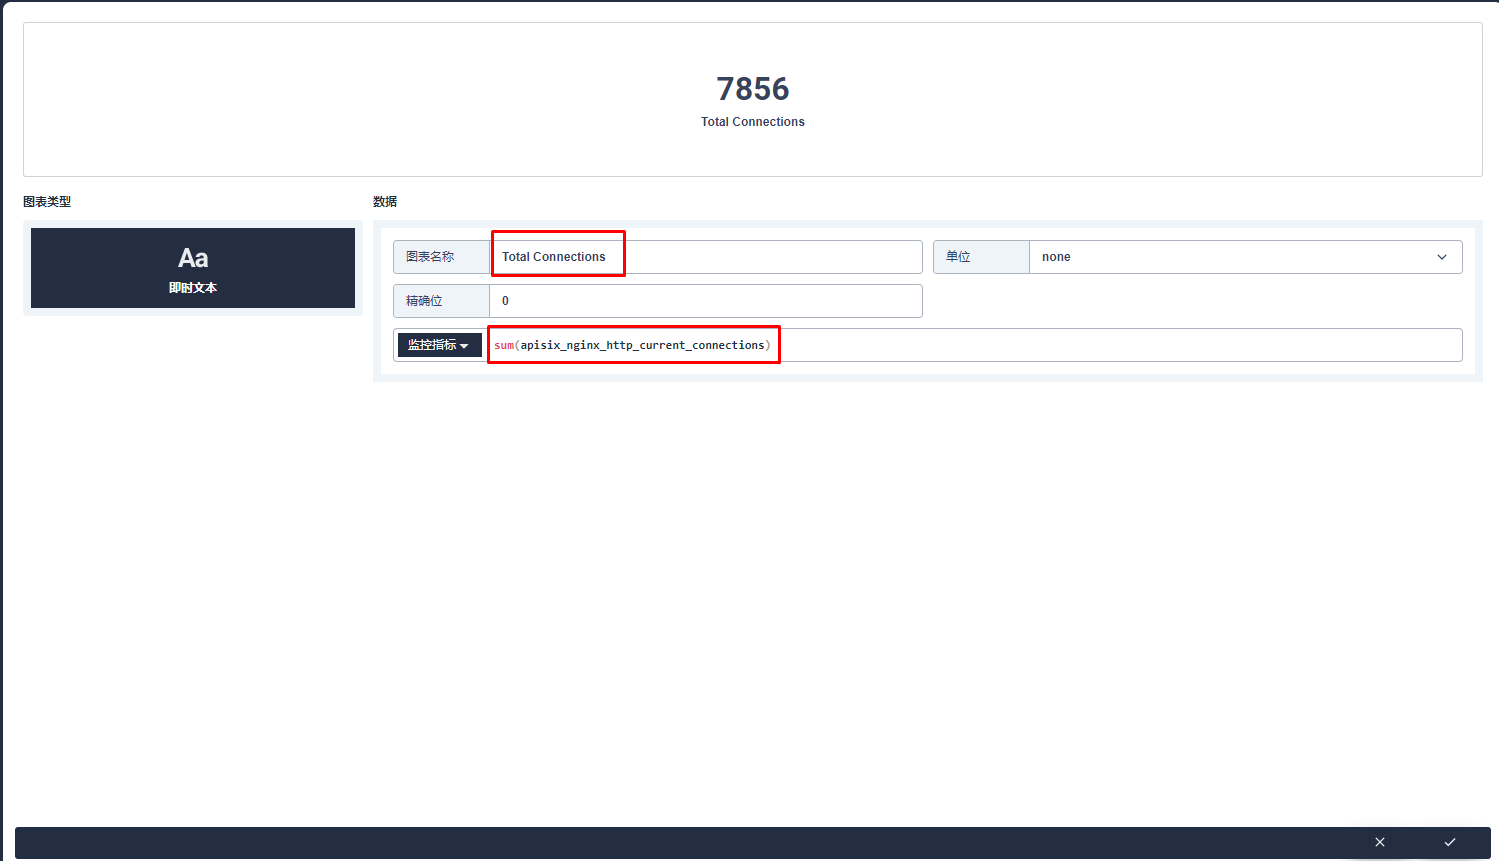 7856
Total Connections
图表类型
数据
Aa
即时文本
图表名称 Total Connections 单位 none
精确位 0
监控指标 sum(apisix_nginx_http_current_connections)